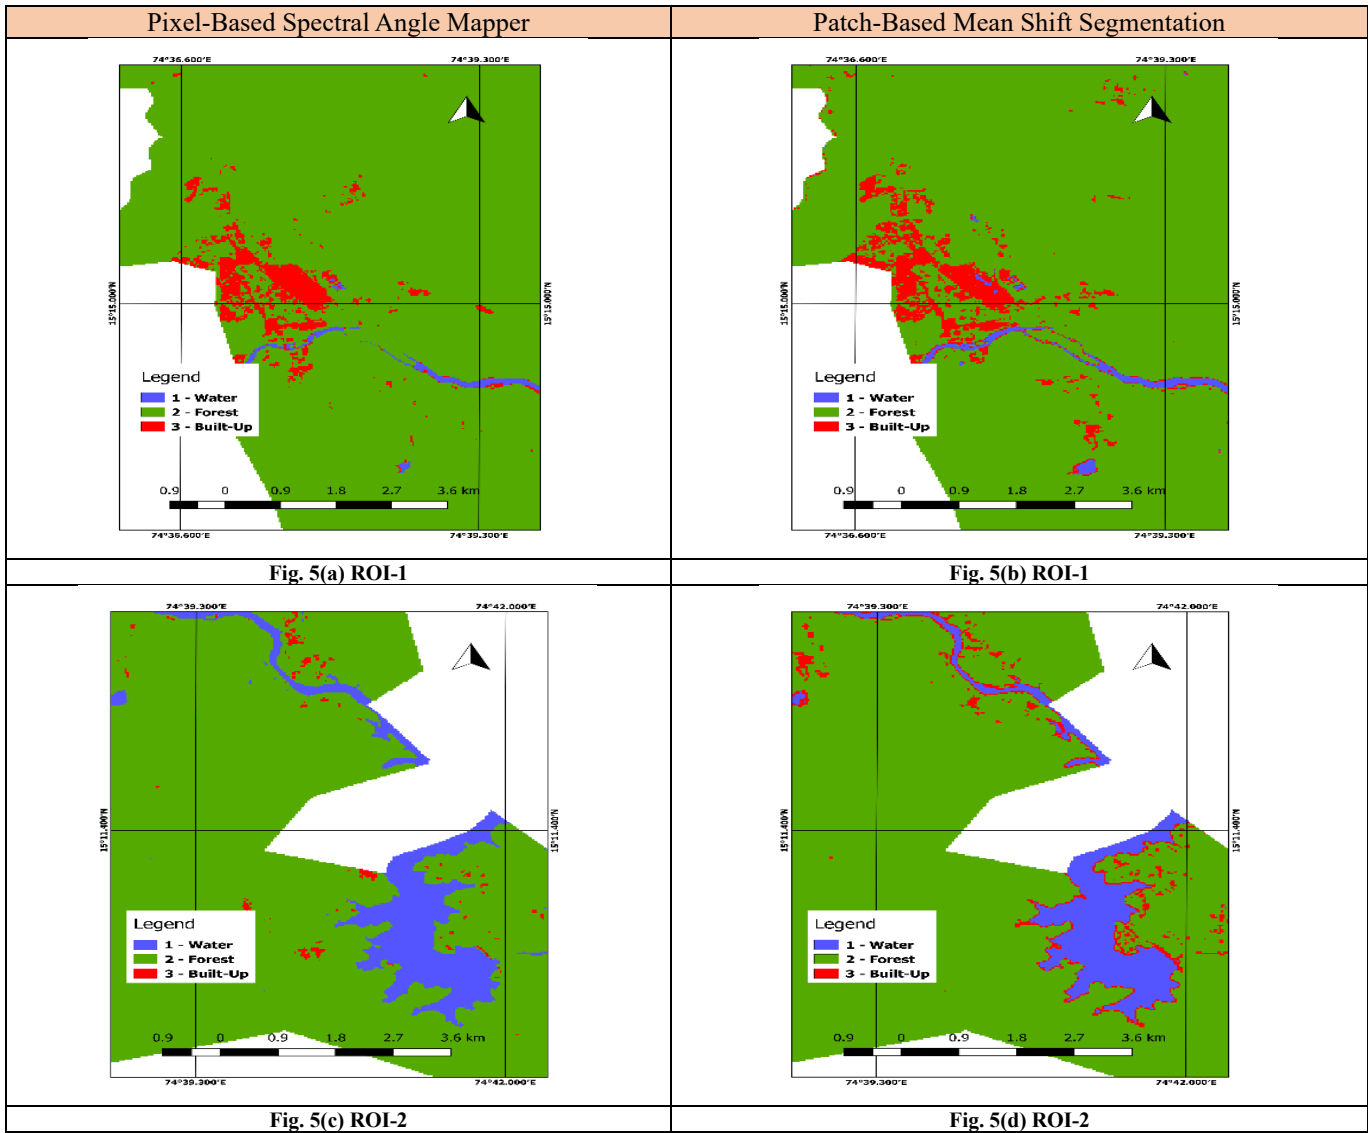 Pixel-Based Spectral Angle Mapper
Patch-Based Mean Shift Segmentation
74°36.600'E 74°39.300'E
15°15.000'N 15°15.000'N
Legend
1 - Water
2 - Forest
3 - Built-Up
0.9 0 0.9 1.8 2.7 3.6 km
74°36.600'E 74°39.300'E
Fig. 5(a) ROI-1
74°36.600'E 74°39.300'E
15°15.000'N 15°15.000'N
Legend
1 - Water
2 - Forest
3 - Built-Up
0.9 0 0.9 1.8 2.7 3.6 km
74°36.600'E 74°39.300'E
Fig. 5(b) ROI-1
74°39.300'E 74°42.000'E
15°11.400'N 15°11.400'N
Legend
1 - Water
2 - Forest
3 - Built-Up
0.9 0 0.9 1.8 2.7 3.6 km
74°39.300'E 74°42.000'E
Fig. 5(c) ROI-2
74°39.300'E 74°42.000'E
15°11.400'N 15°11.400'N
Legend
1 - Water
2 - Forest
3 - Built-Up
0.9 0 0.9 1.8 2.7 3.6 km
74°39.300'E 74°42.000'E
Fig. 5(d) ROI-2